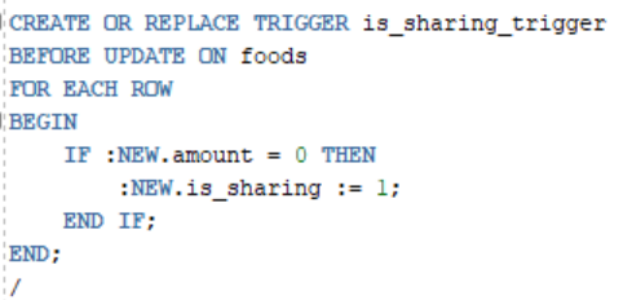 CREATE OR REPLACE TRIGGER is_sharing_trigger
BEFORE UPDATE ON foods
FOR EACH ROW
BEGIN
    IF :NEW.amount = 0 THEN
        :NEW.is_sharing := 1;
    END IF;
END;
/